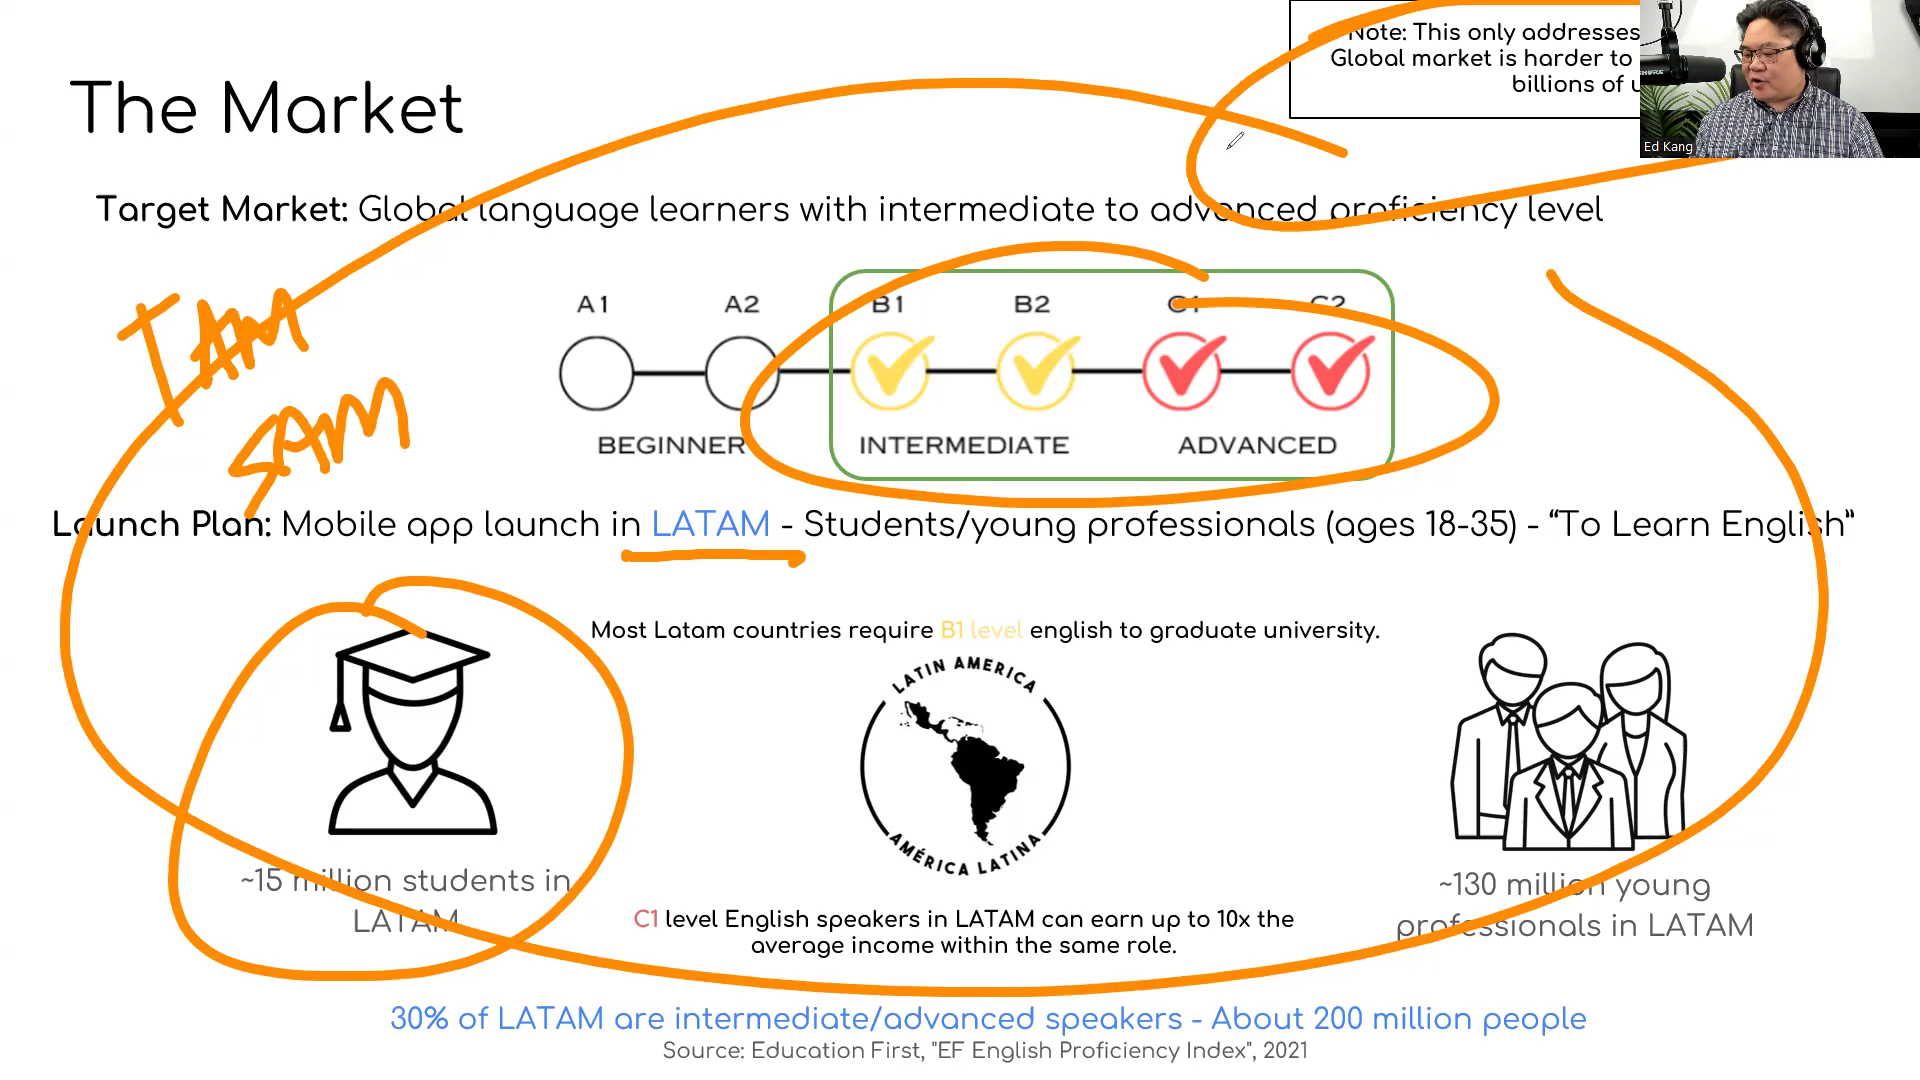 Note: This only addresses
Global market is harder to
billions of
Ed Kang
The Market
Target Market: Global language learners with intermediate to advanced proficiency level
A1 A2 B1 B2 C1 C2
BEGINNER INTERMEDIATE ADVANCED
TAM
SAM
Launch Plan: Mobile app launch in LATAM - Students/young professionals (ages 18-35) - “To Learn English”
Most Latam countries require B1 level english to graduate university.
LATIN AMERICA
AMÉRICA LATINA
~15 million students in
LATAM
C1 level English speakers in LATAM can earn up to 10x the
average income within the same role.
~130 million young
professionals in LATAM
30% of LATAM are intermediate/advanced speakers - About 200 million people
Source: Education First, "EF English Proficiency Index", 2021